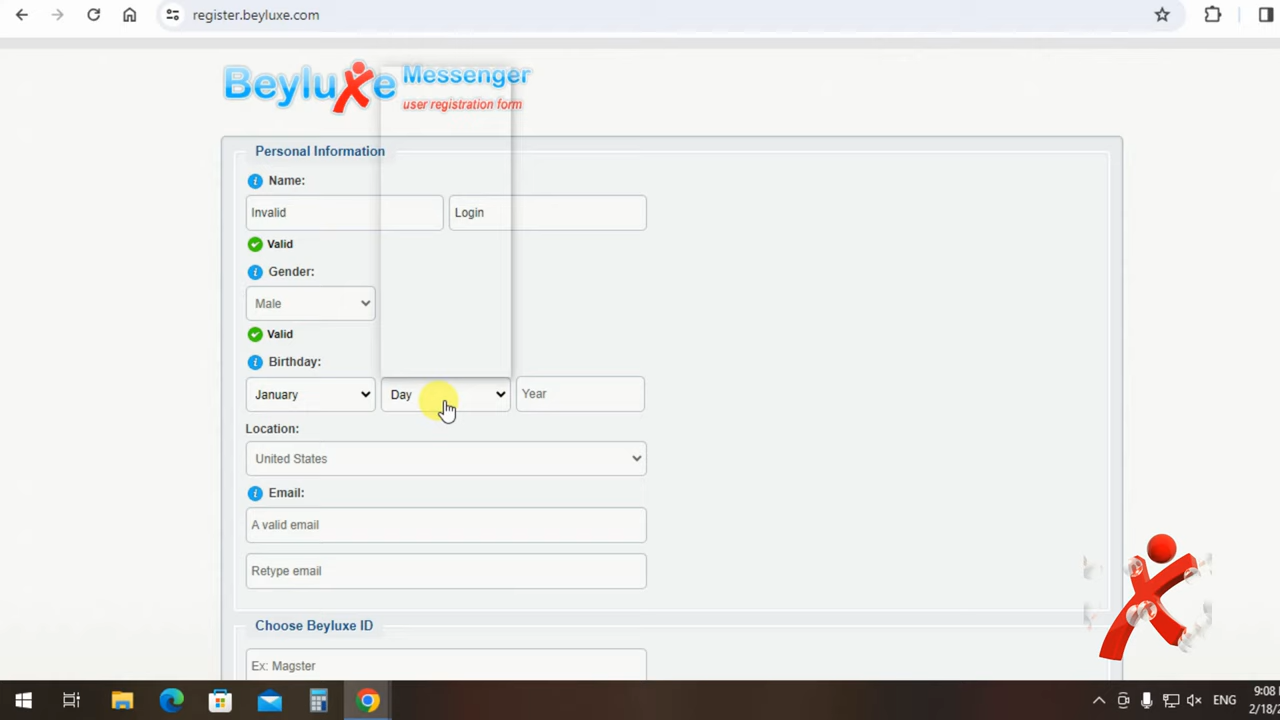 register.beyluxe.com
Beyluxe Messenger
user registration form
Personal Information
Name:
Invalid Login
Valid
Gender:
Male
Valid
Birthday:
January Day Year
Location:
United States
Email:
A valid email
Retype email
Choose Beyluxe ID
Ex: Magster
ENG
9:08
2/18/